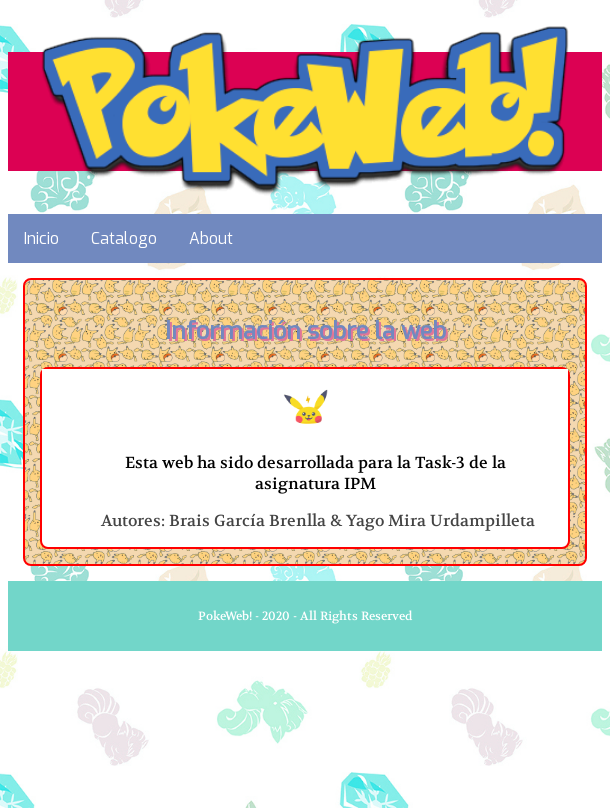 PokeWeb!
Inicio Catalogo About
Información sobre la web
Esta web ha sido desarrollada para la Task-3 de la
asignatura IPM
Autores: Brais García Brenlla & Yago Mira Urdampilleta
PokeWeb! - 2020 - All Rights Reserved